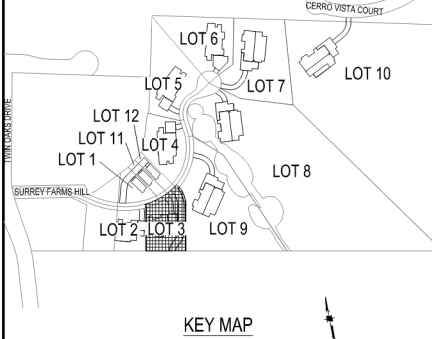 CERRO VISTA COURT
LOT 6
LOT 10
LOT 7
LOT 5
TWIN OAKS DRIVE
LOT 12
LOT 11
LOT 4
LOT 1
LOT 8
SURREY FARMS HILL
LOT 2
LOT 3
LOT 9
KEY MAP